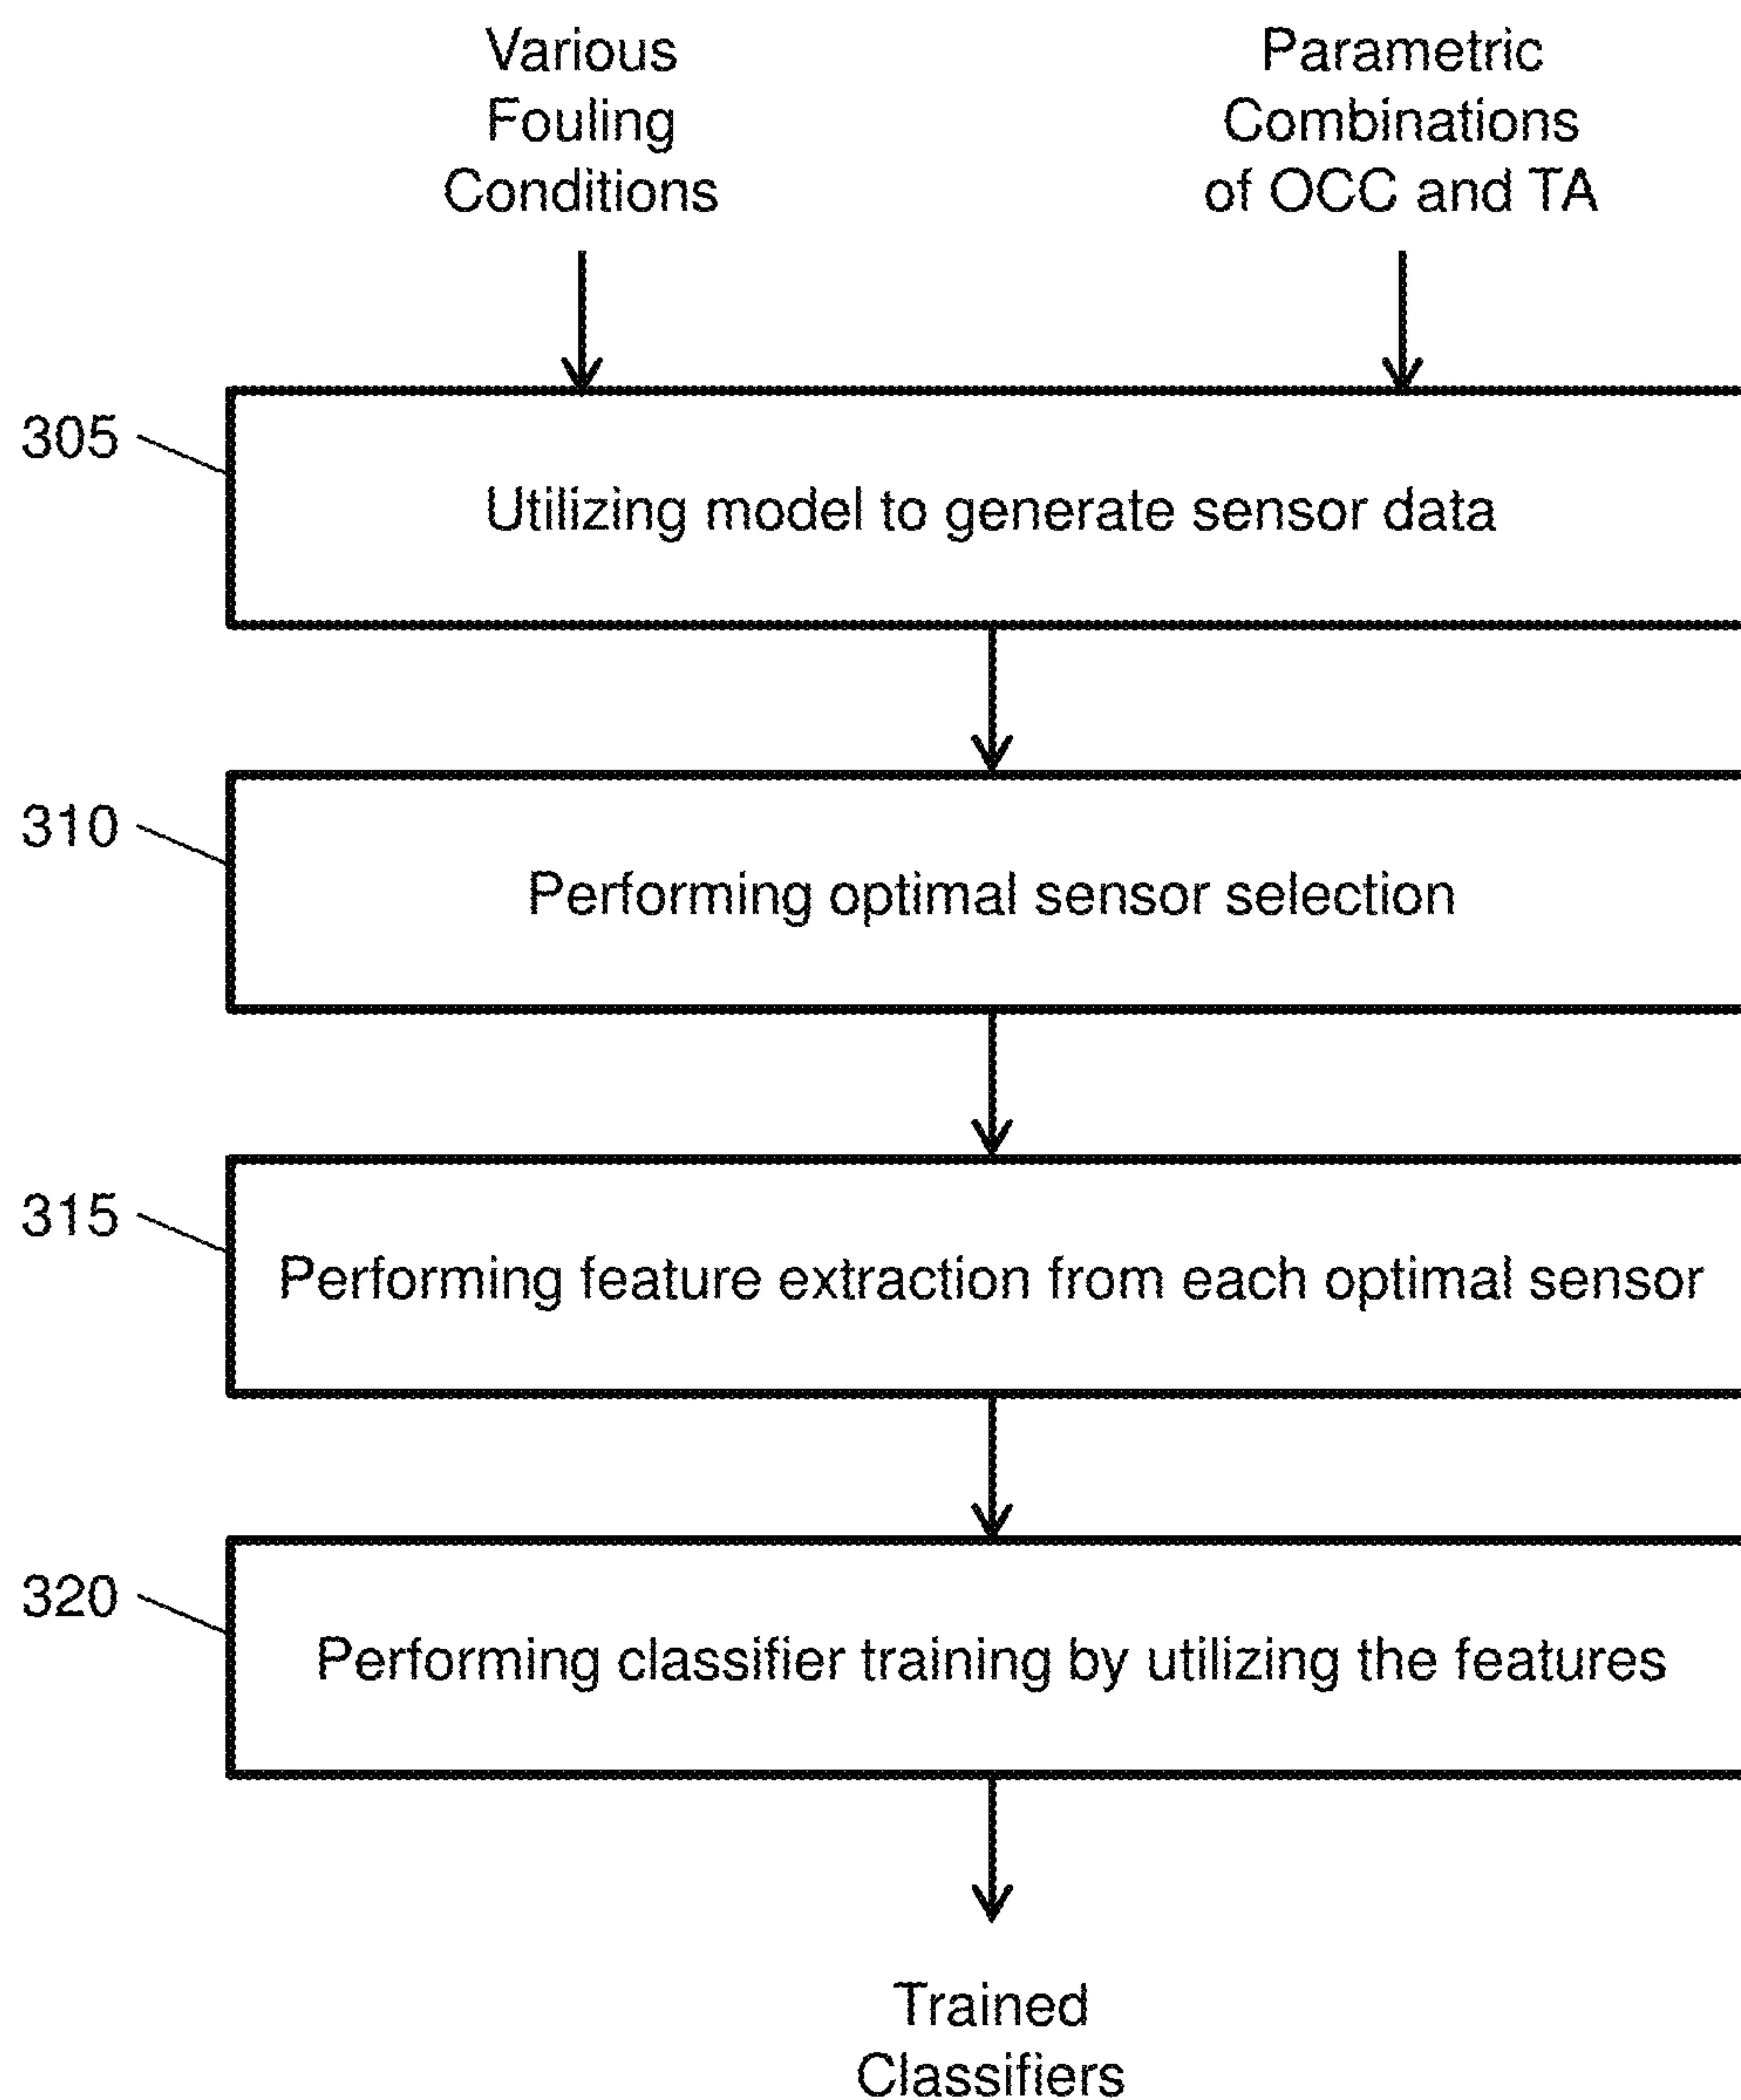 Various
Fouling
Conditions
Parametric
Combinations
of OCC and TA
305
Utilizing model to generate sensor data
310
Performing optimal sensor selection
315
Performing feature extraction from each optimal sensor
320
Performing classifier training by utilizing the features
Trained
Classifiers